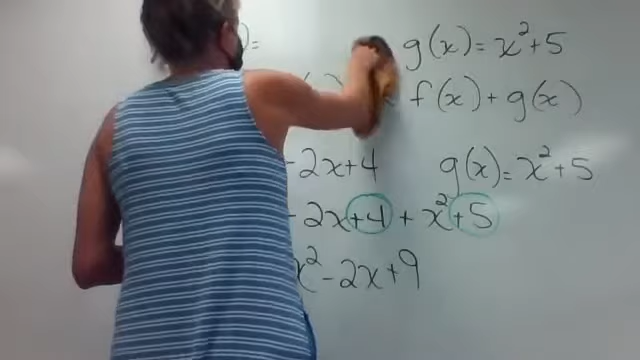 )= g(x) = x² + 5
f(x) + g(x)
- 2x + 4 g(x) = x² + 5
- 2x + 4 + x² + 5
x² - 2x + 9